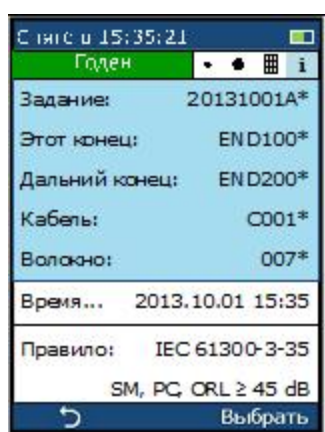 15:35:21
Годен i
Задание: 20131001A*
Этот конец: END100*
Дальний конец: END200*
Кабель: C001*
Волокно: 007*
Время... 2013.10.01 15:35
Правило: IEC 61300-3-35
SM, PC, ORL ≥ 45 dB
Выбрать